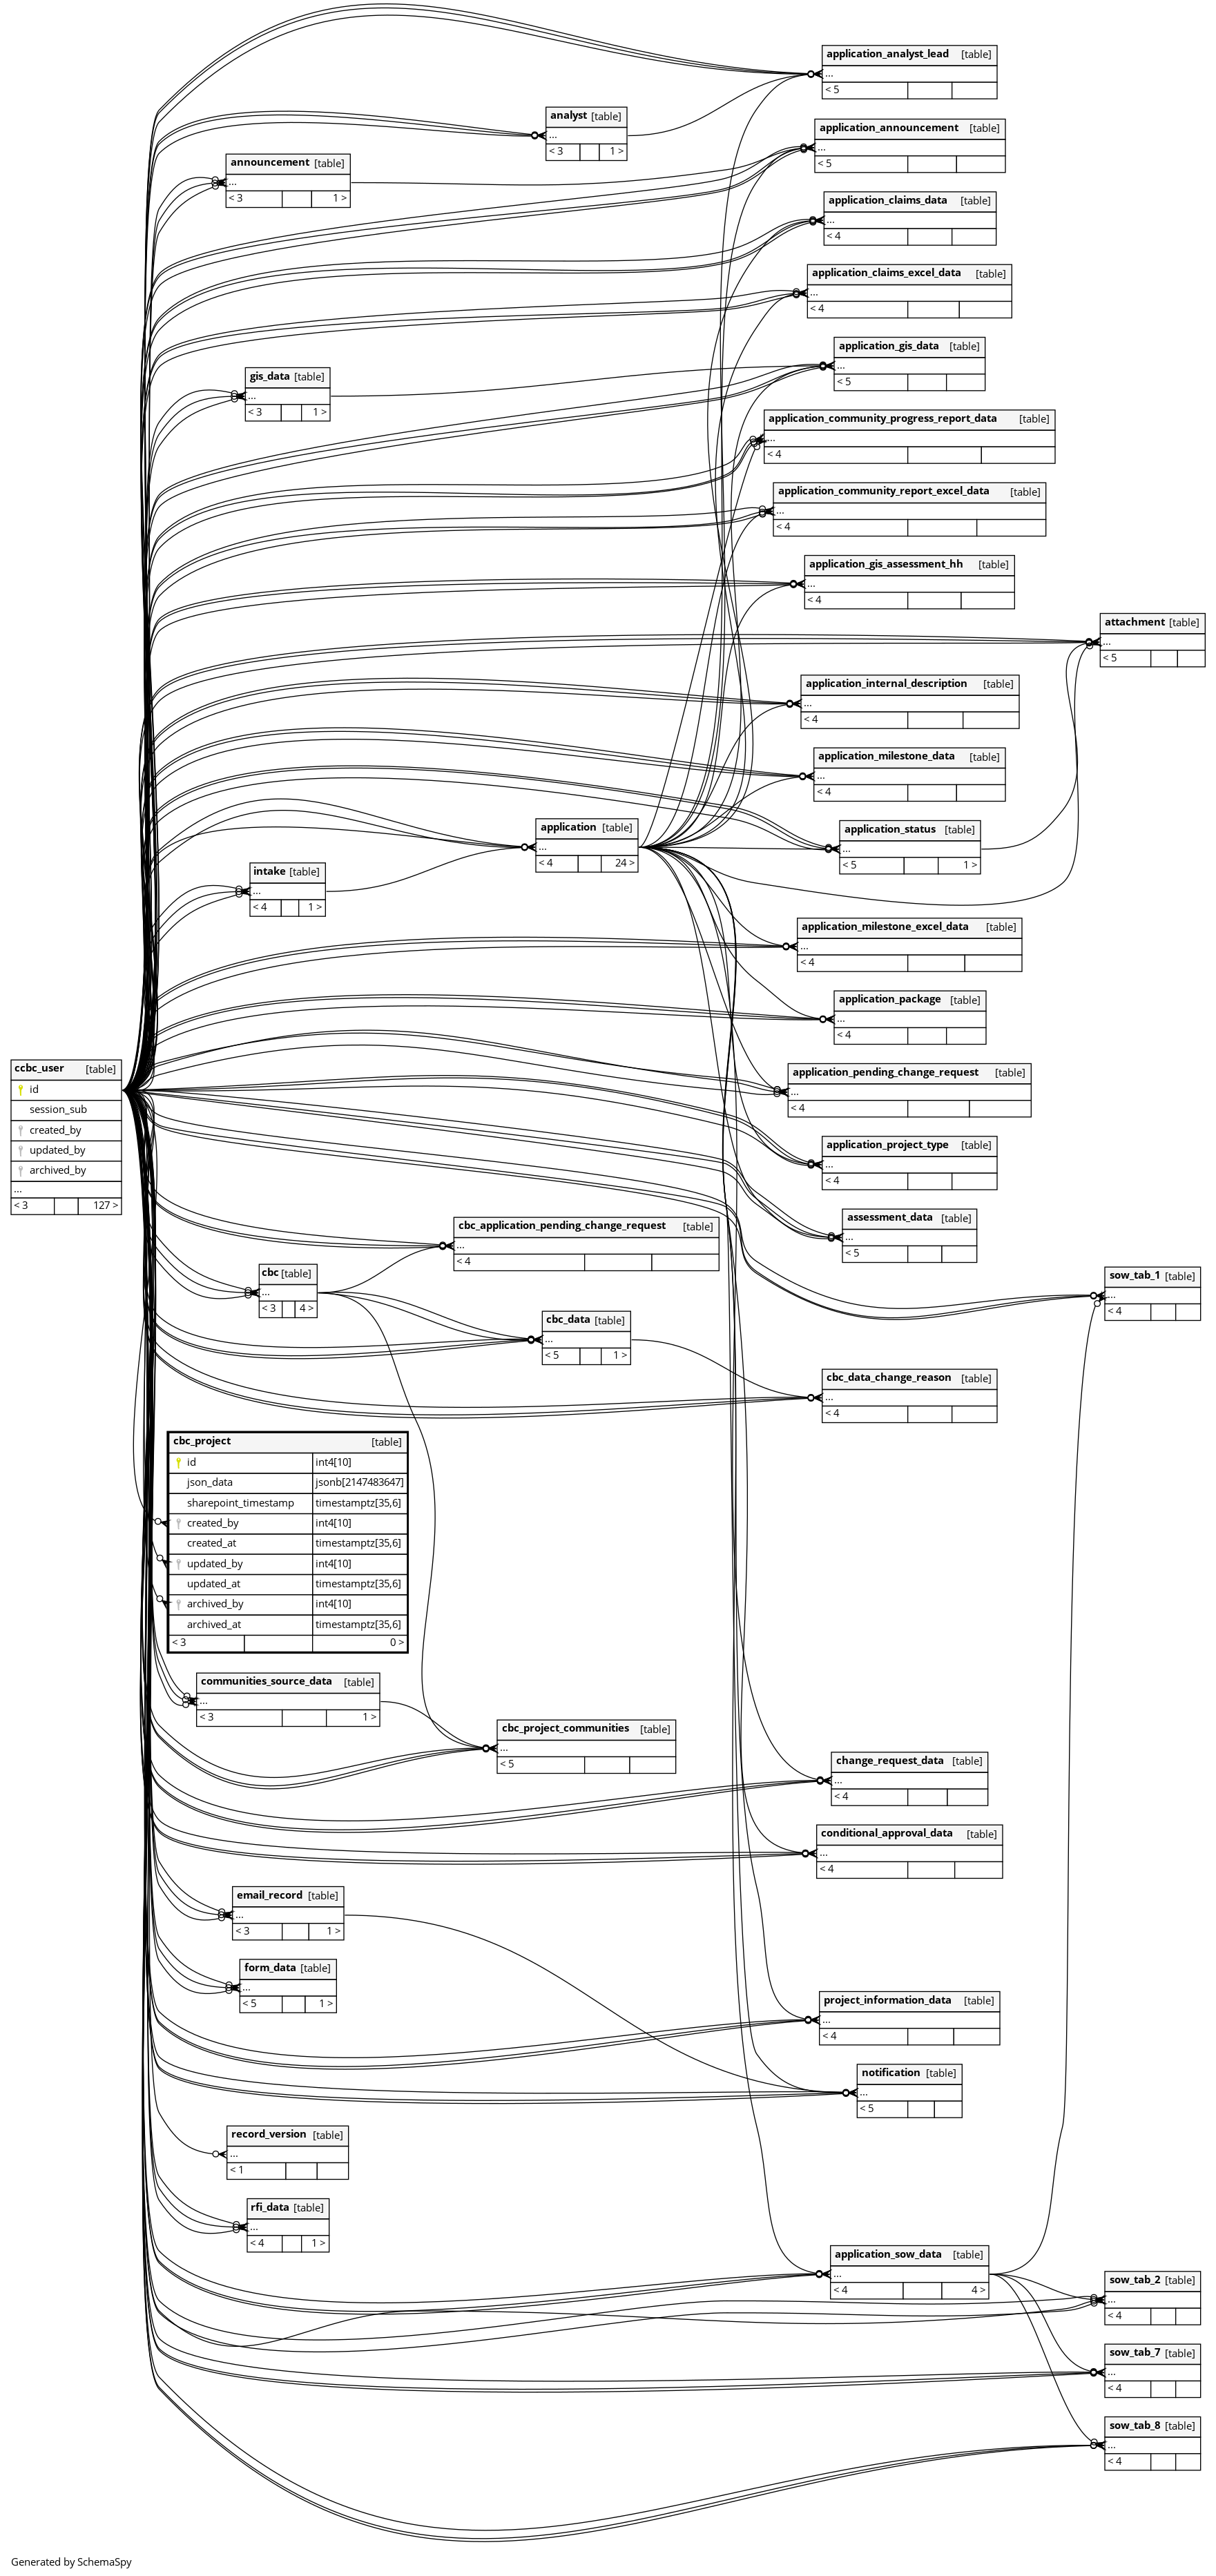 application_analyst_lead [table]
...
< 5
analyst [table]
...
< 3 1 >
application_announcement [table]
...
< 5
announcement [table]
...
< 3 1 >
application_claims_data [table]
...
< 4
application_claims_excel_data [table]
...
< 4
application_gis_data [table]
...
< 5
gis_data [table]
...
< 3 1 >
application_community_progress_report_data [table]
...
< 4
application_community_report_excel_data [table]
...
< 4
application_gis_assessment_hh [table]
...
< 4
attachment [table]
...
< 5
application_internal_description [table]
...
< 4
application_milestone_data [table]
...
< 4
application [table]
...
< 4 24 >
application_status [table]
...
< 5 1 >
intake [table]
...
< 4 1 >
application_milestone_excel_data [table]
...
< 4
application_package [table]
...
< 4
ccbc_user [table]
id
session_sub
created_by
updated_by
archived_by
...
< 3 127 >
application_pending_change_request [table]
...
< 4
application_project_type [table]
...
< 4
assessment_data [table]
...
< 5
cbc_application_pending_change_request [table]
...
< 4
cbc [table]
...
< 3 4 >
sow_tab_1 [table]
...
< 4
cbc_data [table]
...
< 5 1 >
cbc_data_change_reason [table]
...
< 4
cbc_project [table]
id int4[10]
json_data jsonb[2147483647]
sharepoint_timestamp timestamptz[35,6]
created_by int4[10]
created_at timestamptz[35,6]
updated_by int4[10]
updated_at timestamptz[35,6]
archived_by int4[10]
archived_at timestamptz[35,6]
< 3 0 >
communities_source_data [table]
...
< 3 1 >
cbc_project_communities [table]
...
< 5
change_request_data [table]
...
< 4
conditional_approval_data [table]
...
< 4
email_record [table]
...
< 3 1 >
form_data [table]
...
< 5 1 >
project_information_data [table]
...
< 4
notification [table]
...
< 5
record_version [table]
...
< 1
rfi_data [table]
...
< 4 1 >
application_sow_data [table]
...
< 4 4 >
sow_tab_2 [table]
...
< 4
sow_tab_7 [table]
...
< 4
sow_tab_8 [table]
...
< 4
Generated by SchemaSpy